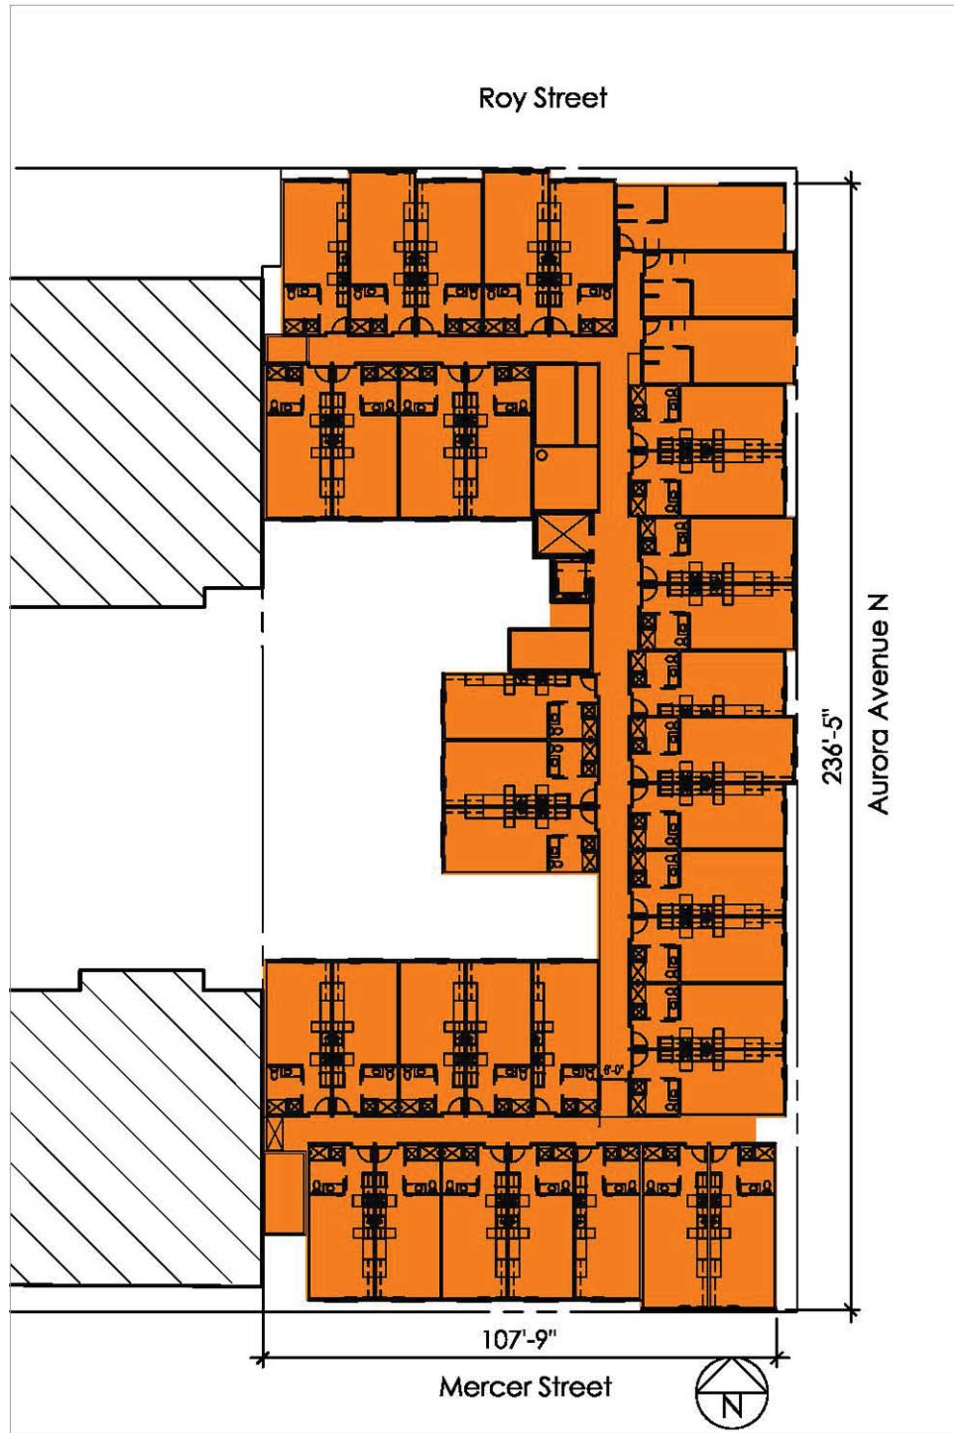 Roy Street
236'-5"
Aurora Avenue N
6'-0"
107'-9"
Mercer Street
N